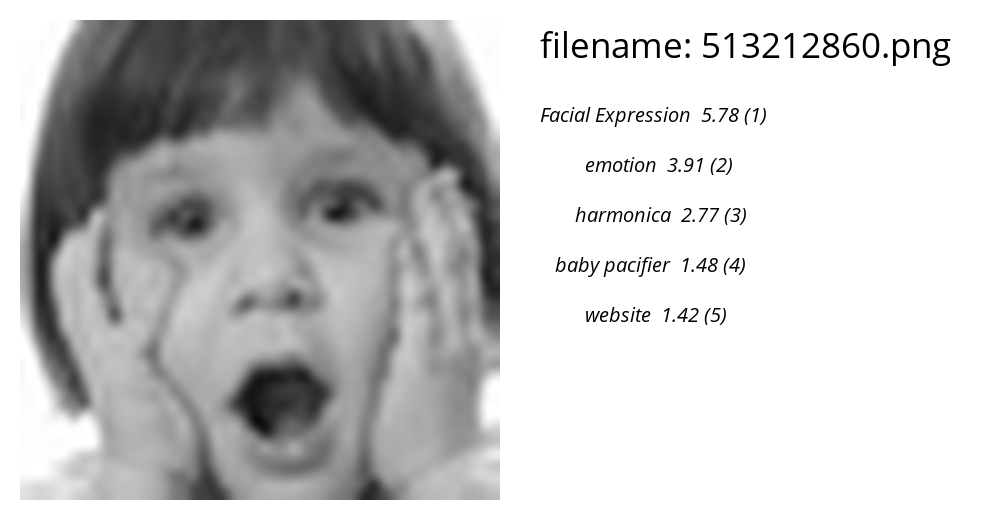 filename: 513212860.png
Facial Expression 5.78 (1)
emotion 3.91 (2)
harmonica 2.77 (3)
baby pacifier 1.48 (4)
website 1.42 (5)